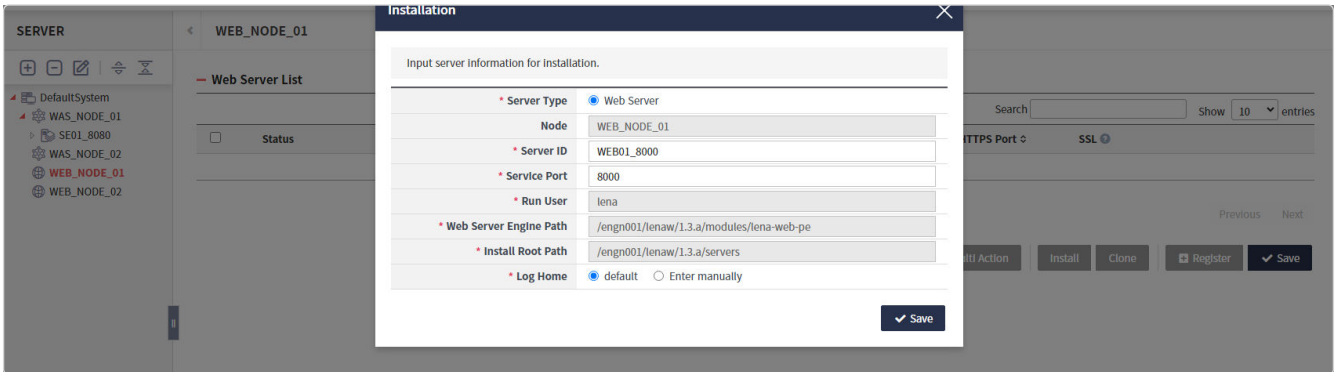 Installation
SERVER
WEB_NODE_01
Input server information for installation.
Web Server List
DefaultSystem
WAS_NODE_01
SE01_8080
WAS_NODE_02
WEB_NODE_01
WEB_NODE_02
Search
Show 10 entries
Status
HTTPS Port
SSL
* Server Type Web Server
Node WEB_NODE_01
* Server ID WEB01_8000
* Service Port 8000
* Run User lena
* Web Server Engine Path /engn001/lenaw/1.3.a/modules/lena-web-pe
* Install Root Path /engn001/lenaw/1.3.a/servers
* Log Home default Enter manually
Previous Next
Action Install Clone Register Save
Save